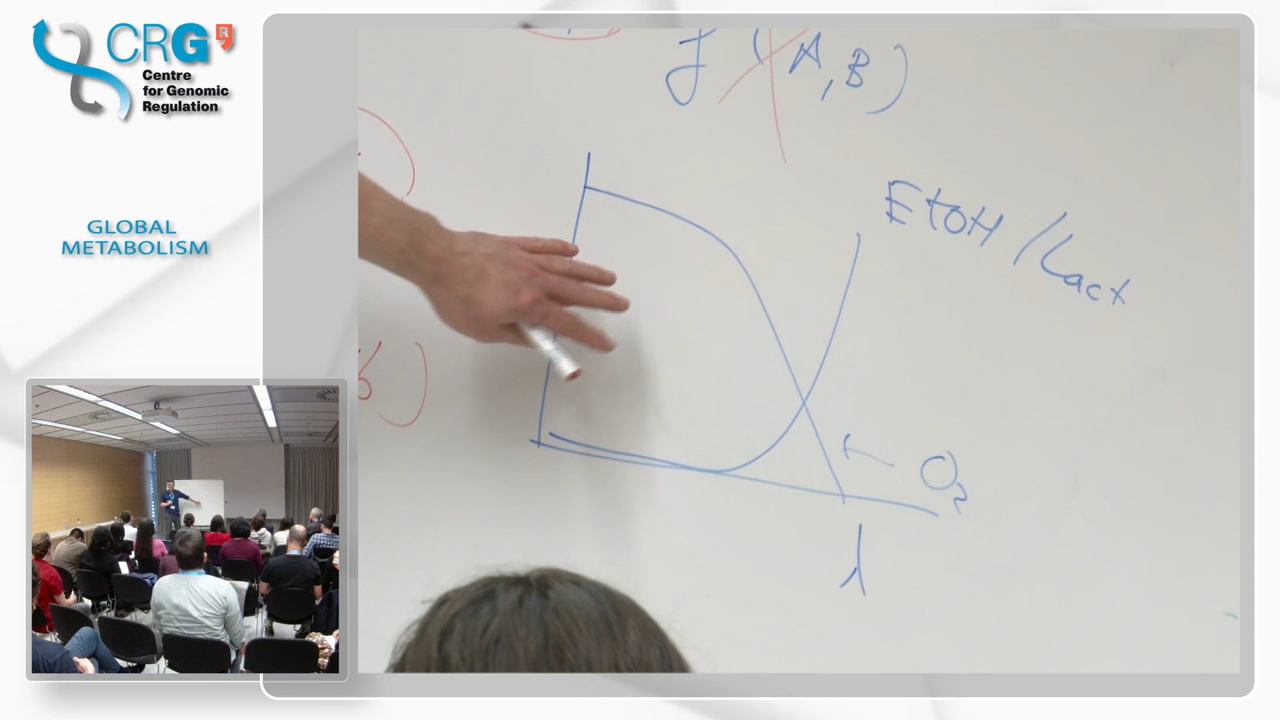 CRG R
Centre
for Genomic
Regulation
GLOBAL
METABOLISM
f (A, B)
EtOH / Lact
O₂
λ